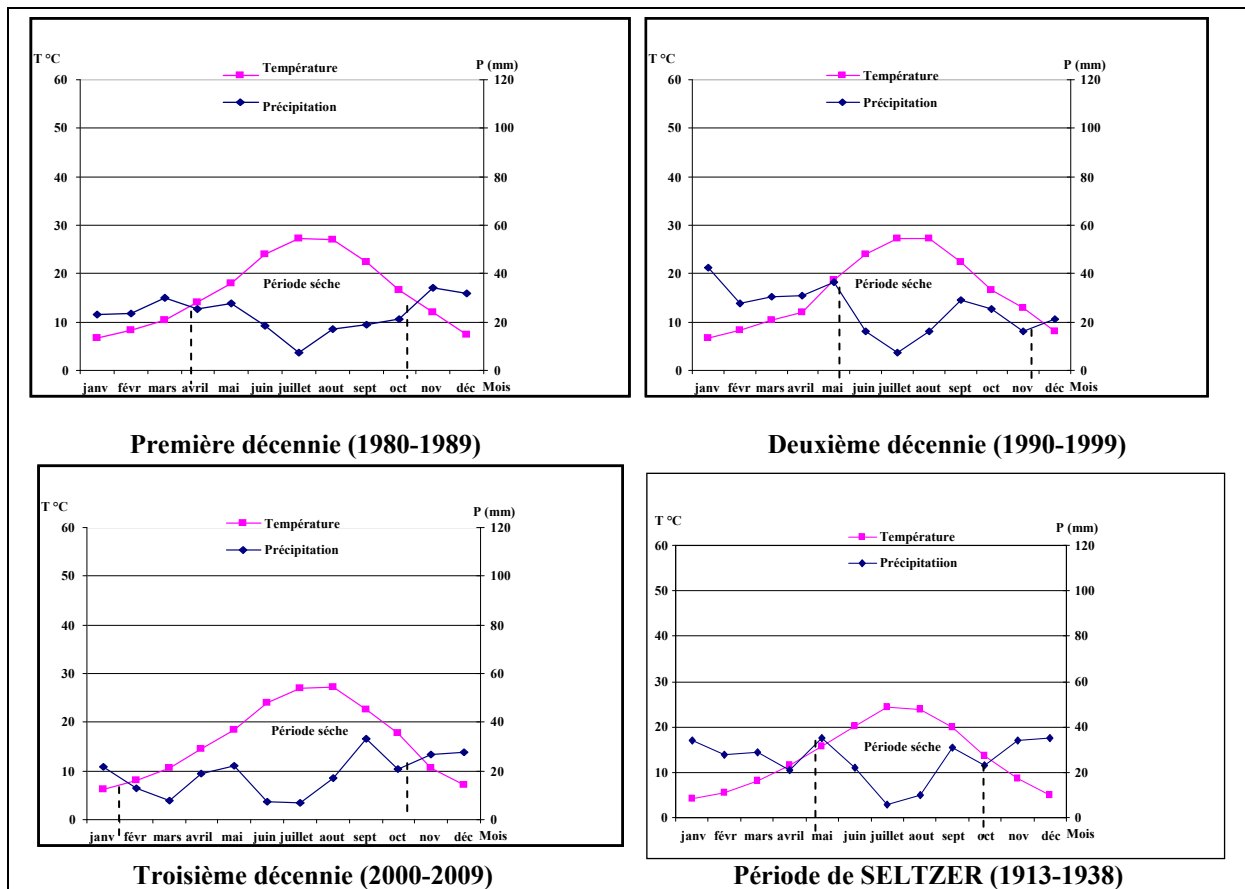 T °C
P (mm)
Température
Précipitation
60
50
40
30
20
10
0
120
100
80
60
40
20
0
Période séche
janv févr mars avril mai juin juillet aout sept oct nov déc Mois
Première décennie (1980-1989)
T °C
P (mm)
Température
Précipitation
60
50
40
30
20
10
0
120
100
80
60
40
20
0
Période séche
janv févr mars avril mai juin juillet aout sept oct nov déc Mois
Deuxième décennie (1990-1999)
T °C
P (mm)
Température
Précipitation
60
50
40
30
20
10
0
120
100
80
60
40
20
0
Période séche
janv févr mars avril mai juin juillet aout sept oct nov déc Mois
Troisième décennie (2000-2009)
T °C
P (mm)
Température
Précipitatiion
60
50
40
30
20
10
0
120
100
80
60
40
20
0
Période sèche
janv févr mars avril mai juin juillet aout sept oct nov déc Mois
Période de SELTZER (1913-1938)